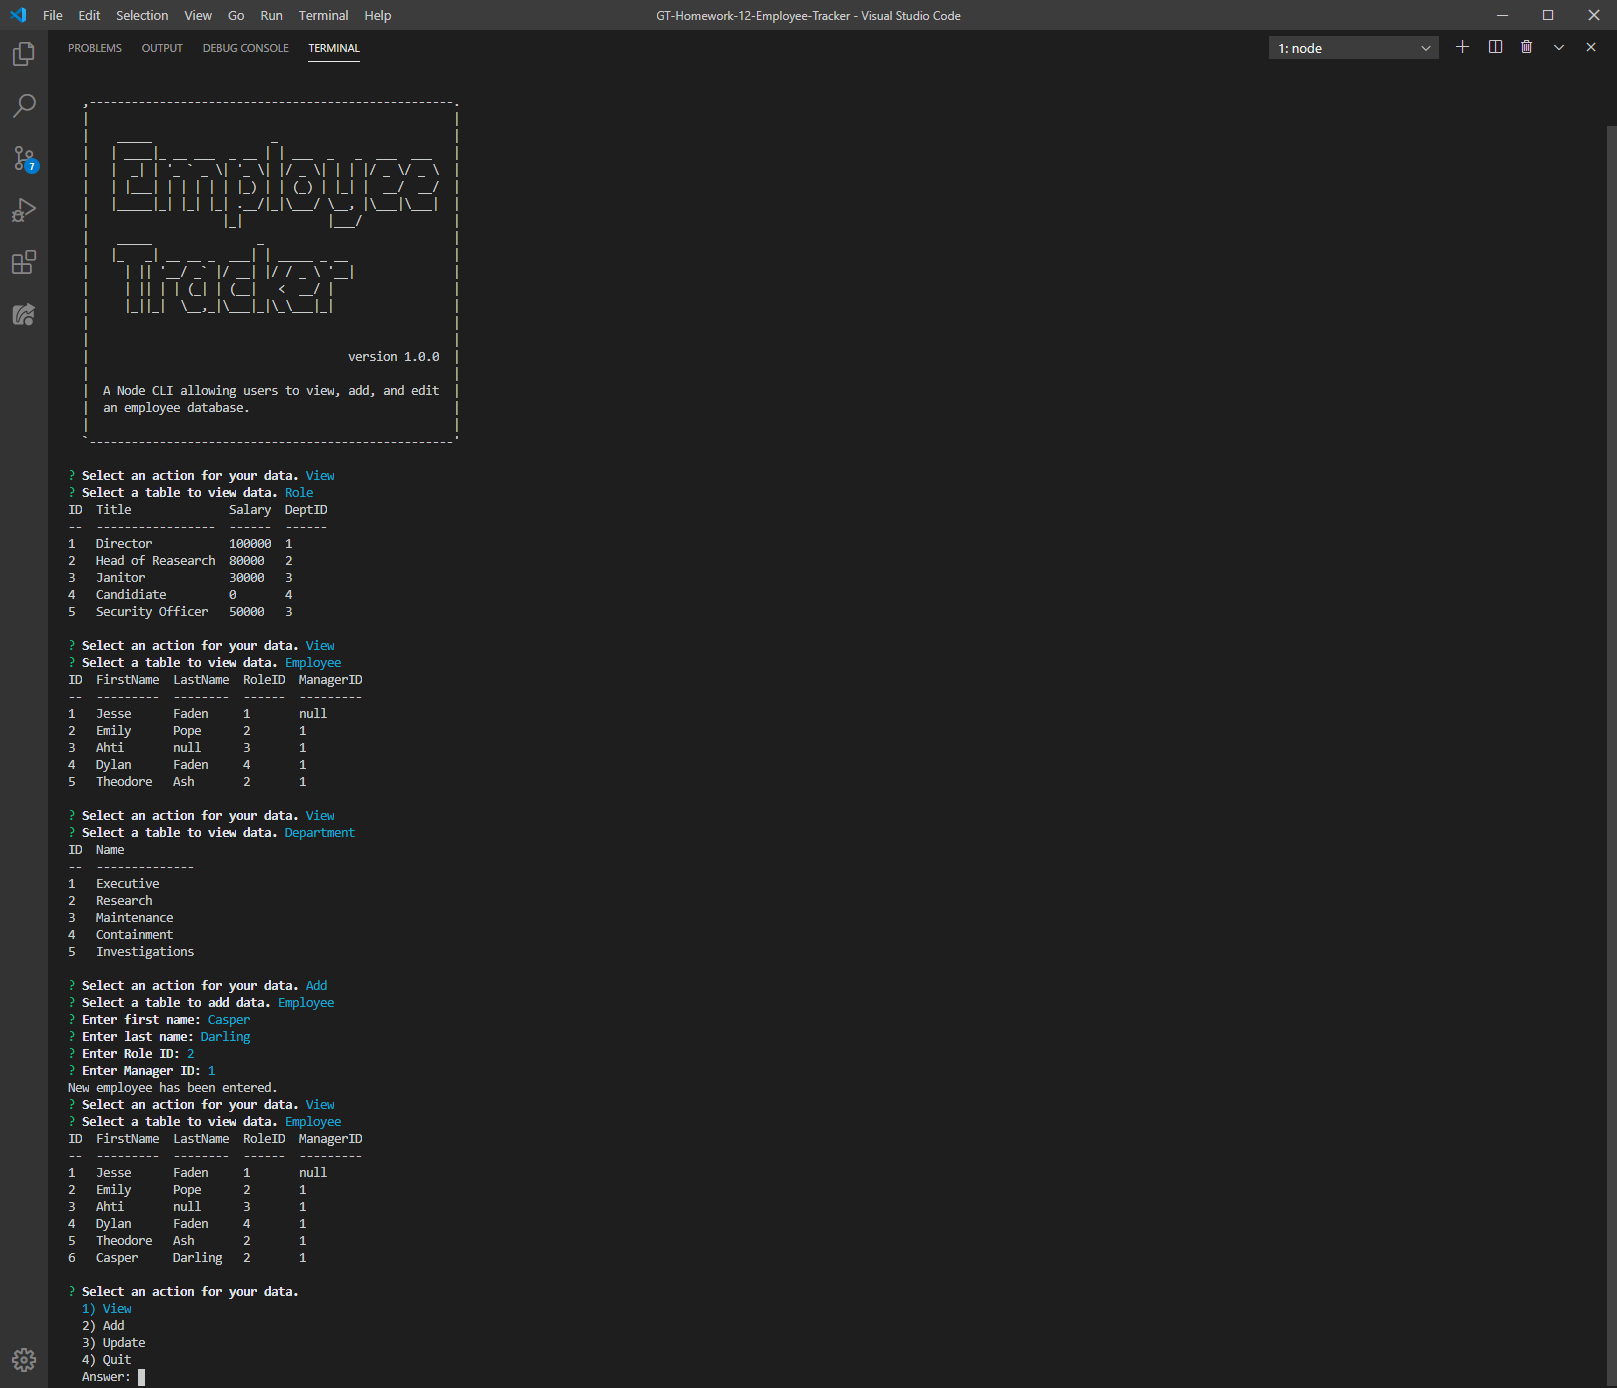 File Edit Selection View Go Run Terminal Help
GT-Homework-12-Employee-Tracker - Visual Studio Code
PROBLEMS OUTPUT DEBUG CONSOLE TERMINAL
1: node
7
Employee
Tracker
version 1.0.0
A Node CLI allowing users to view, add, and edit
an employee database.
? Select an action for your data. View
? Select a table to view data. Role
ID Title Salary DeptID
-- ----------------- ------ ------
1 Director 100000 1
2 Head of Reasearch 80000 2
3 Janitor 30000 3
4 Candidiate 0 4
5 Security Officer 50000 3
? Select an action for your data. View
? Select a table to view data. Employee
ID FirstName LastName RoleID ManagerID
-- --------- -------- ------ ---------
1 Jesse Faden 1 null
2 Emily Pope 2 1
3 Ahti null 3 1
4 Dylan Faden 4 1
5 Theodore Ash 2 1
? Select an action for your data. View
? Select a table to view data. Department
ID Name
-- --------------
1 Executive
2 Research
3 Maintenance
4 Containment
5 Investigations
? Select an action for your data. Add
? Select a table to add data. Employee
? Enter first name: Casper
? Enter last name: Darling
? Enter Role ID: 2
? Enter Manager ID: 1
New employee has been entered.
? Select an action for your data. View
? Select a table to view data. Employee
ID FirstName LastName RoleID ManagerID
-- --------- -------- ------ ---------
1 Jesse Faden 1 null
2 Emily Pope 2 1
3 Ahti null 3 1
4 Dylan Faden 4 1
5 Theodore Ash 2 1
6 Casper Darling 2 1
? Select an action for your data.
1) View
2) Add
3) Update
4) Quit
Answer: